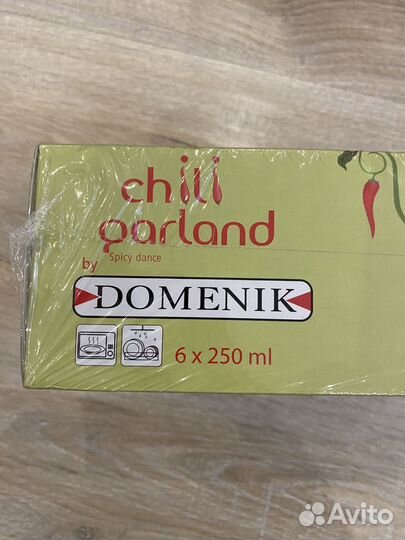 chili
garland
by Spicy dance
DOMENIK
6 x 250 ml
Avito